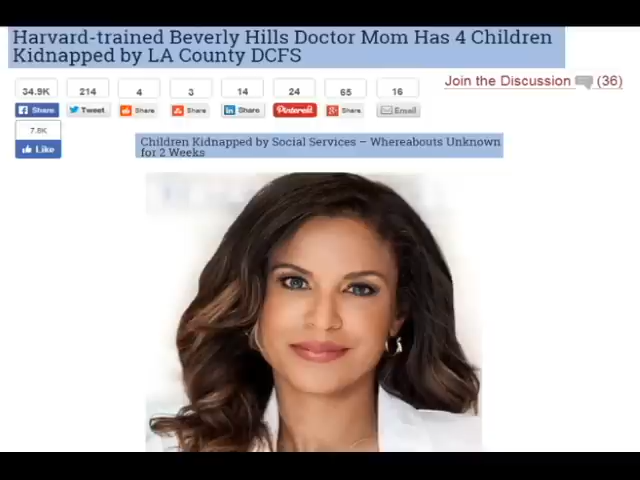 Harvard-trained Beverly Hills Doctor Mom Has 4 Children
Kidnapped by LA County DCFS
34.9K 214 4 3 14 24 65 16
Share Tweet Share Share Share Pinterest Share Email
Join the Discussion (36)
7.8K
Like
Children Kidnapped by Social Services – Whereabouts Unknown
for 2 Weeks